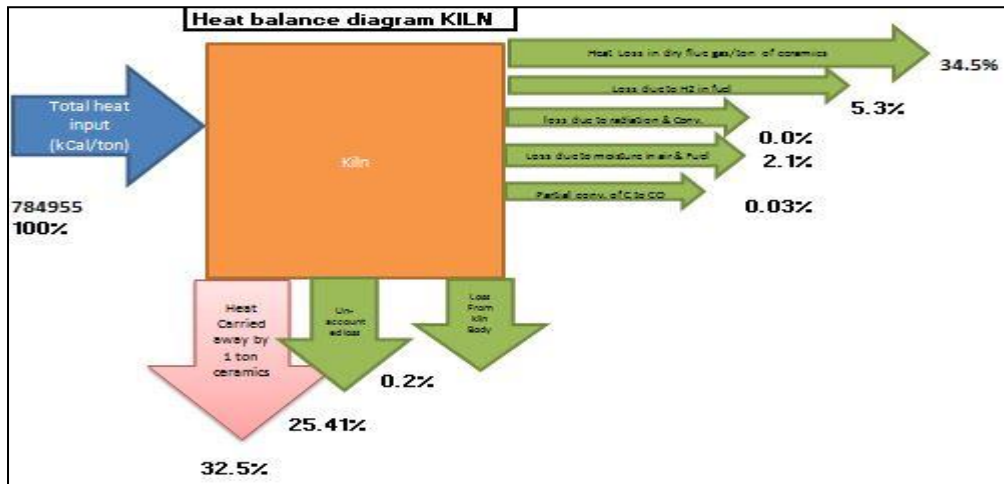 Heat balance diagram KILN
Heat Loss in dry flue gas/ton of ceramics
34.5%
Total heat
input
(kCal/ton)
Loss due to H2 in fuel
5.3%
loss due to radiation & Conv.
0.0%
Kiln
Loss due to moisture in air & Fuel
2.1%
Partial conv. of C to CO
0.03%
784955
100%
Heat
Carried
away by
1 ton
ceramics
Un-
account
ed loss
Loss
From
kiln
Body
0.2%
25.41%
32.5%